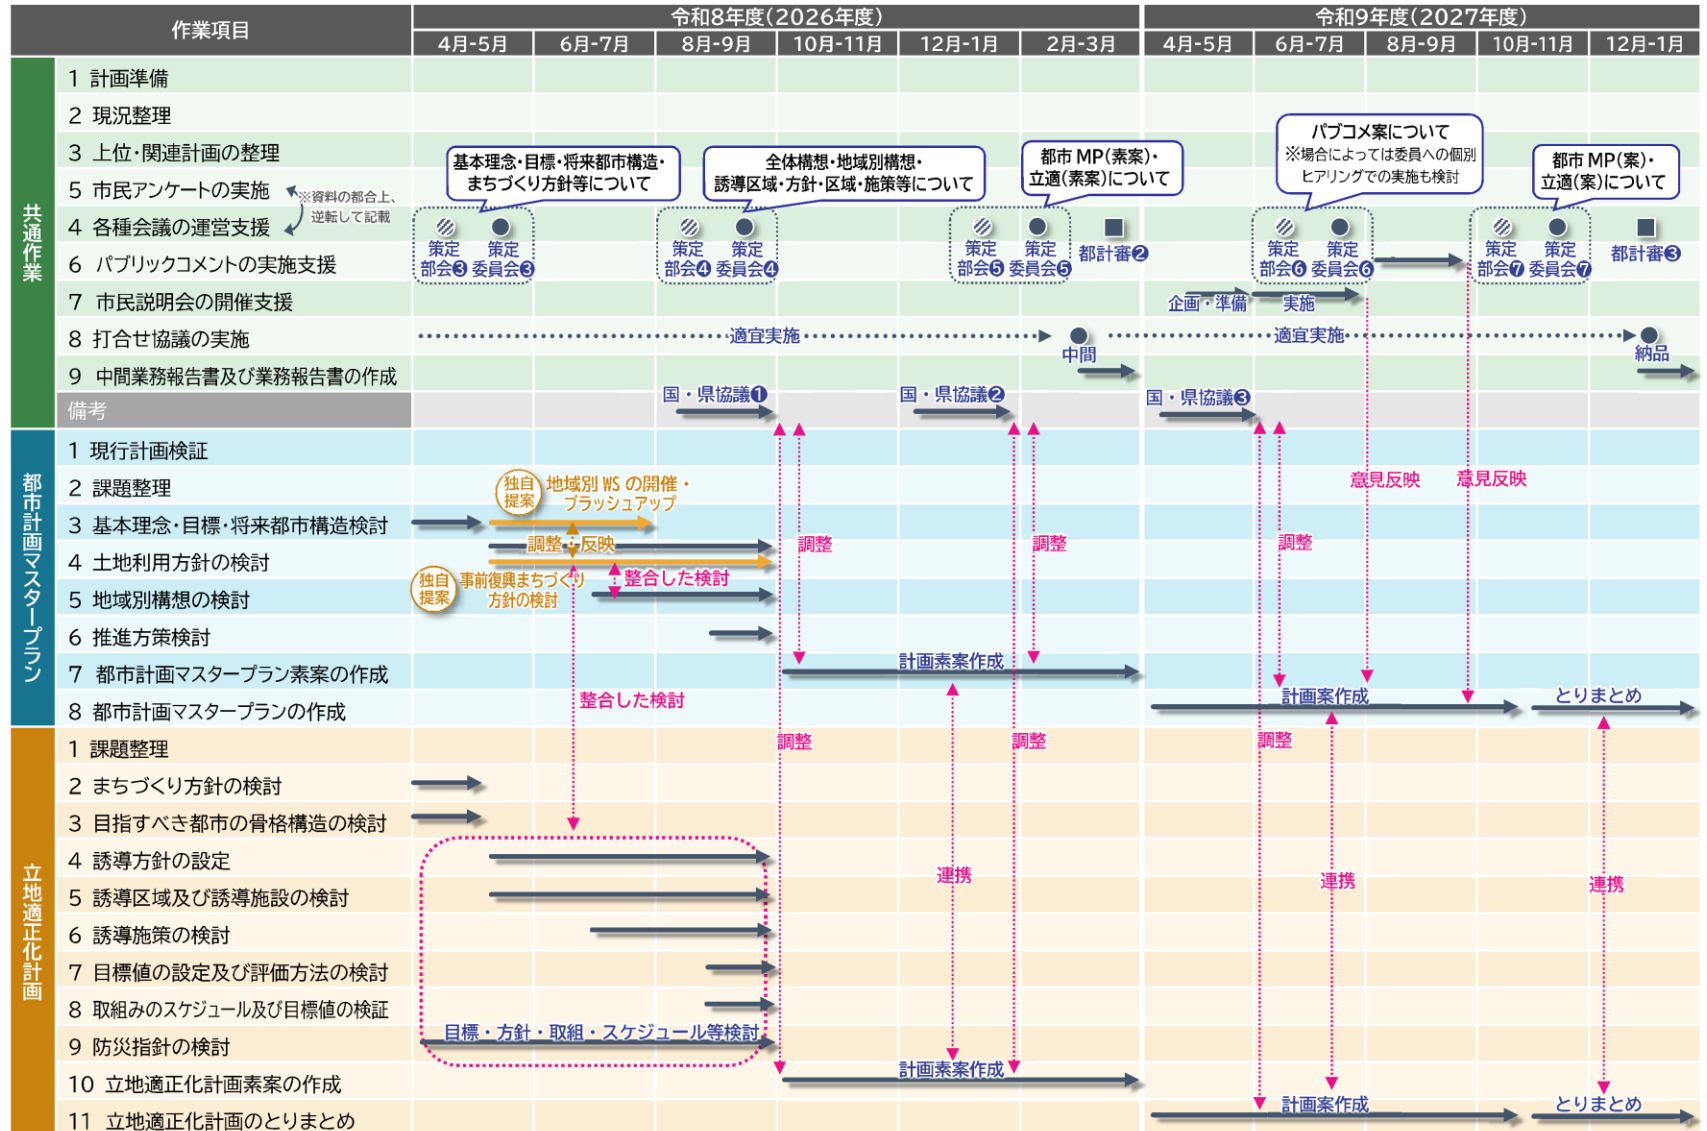 作業項目
令和8年度(2026年度)
令和9年度(2027年度)
4月-5月
6月-7月
8月-9月
10月-11月
12月-1月
2月-3月
4月-5月
6月-7月
8月-9月
10月-11月
12月-1月
共通作業
1 計画準備
2 現況整理
3 上位・関連計画の整理
5 市民アンケートの実施
4 各種会議の運営支援
※資料の都合上、
逆転して記載
6 パブリックコメントの実施支援
7 市民説明会の開催支援
8 打合せ協議の実施
9 中間業務報告書及び業務報告書の作成
備考
基本理念・目標・将来都市構造・
まちづくり方針等について
全体構想・地域別構想・
誘導区域・方針・区域・施策等について
都市 MP(素案)・
立適(素案)について
パブコメ案について
※場合によっては委員への個別
ヒアリングでの実施も検討
都市 MP(案)・
立適(案)について
策定
部会❸
策定
委員会❸
策定
部会❹
策定
委員会❹
策定
部会❺
策定
委員会❺
都計審❷
策定
部会❻
策定
委員会❻
策定
部会❼
策定
委員会❼
都計審❸
企画・準備
実施
適宜実施
中間
適宜実施
納品
国・県協議❶
国・県協議❷
国・県協議❸
都市計画マスタープラン
1 現行計画検証
2 課題整理
3 基本理念・目標・将来都市構造検討
4 土地利用方針の検討
5 地域別構想の検討
6 推進方策検討
7 都市計画マスタープラン素案の作成
8 都市計画マスタープランの作成
独自
提案
地域別 WS の開催・
ブラッシュアップ
調整・反映
独自
提案
事前復興まちづくり
方針の検討
整合した検討
整合した検討
調整
調整
調整
意見反映
意見反映
計画素案作成
計画案作成
とりまとめ
調整
調整
調整
立地適正化計画
1 課題整理
2 まちづくり方針の検討
3 目指すべき都市の骨格構造の検討
4 誘導方針の設定
5 誘導区域及び誘導施設の検討
6 誘導施策の検討
7 目標値の設定及び評価方法の検討
8 取組みのスケジュール及び目標値の検証
9 防災指針の検討
10 立地適正化計画素案の作成
11 立地適正化計画のとりまとめ
連携
連携
連携
目標・方針・取組・スケジュール等検討
計画素案作成
計画案作成
とりまとめ